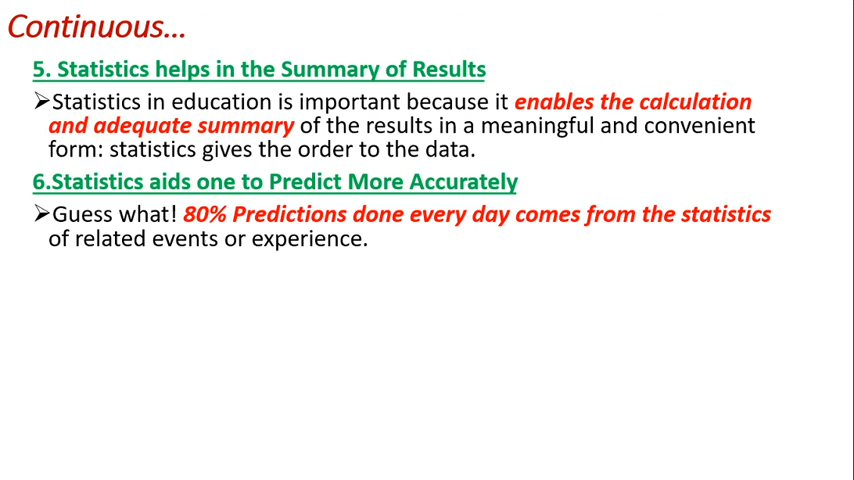 Continuous...
5. Statistics helps in the Summary of Results
➢Statistics in education is important because it enables the calculation
and adequate summary of the results in a meaningful and convenient
form: statistics gives the order to the data.
6.Statistics aids one to Predict More Accurately
➢Guess what! 80% Predictions done every day comes from the statistics
of related events or experience.